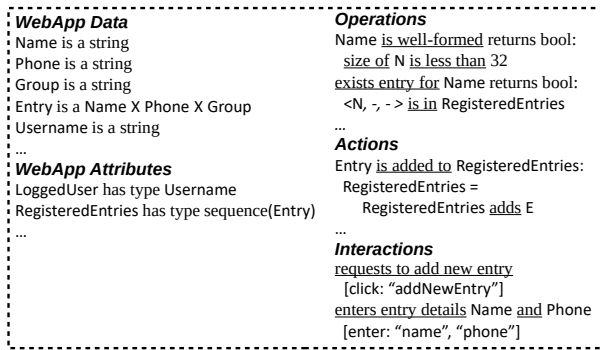 WebApp Data
Name is a string
Phone is a string
Group is a string
Entry is a Name X Phone X Group
Username is a string
...
WebApp Attributes
LoggedUser has type Username
RegisteredEntries has type sequence(Entry)
...
Operations
Name is well-formed returns bool:
size of N is less than 32
exists entry for Name returns bool:
<N, -, - > is in RegisteredEntries
...
Actions
Entry is added to RegisteredEntries:
RegisteredEntries =
RegisteredEntries adds E
...
Interactions
requests to add new entry
[click: “addNewEntry”]
enters entry details Name and Phone
[enter: “name”, “phone”]